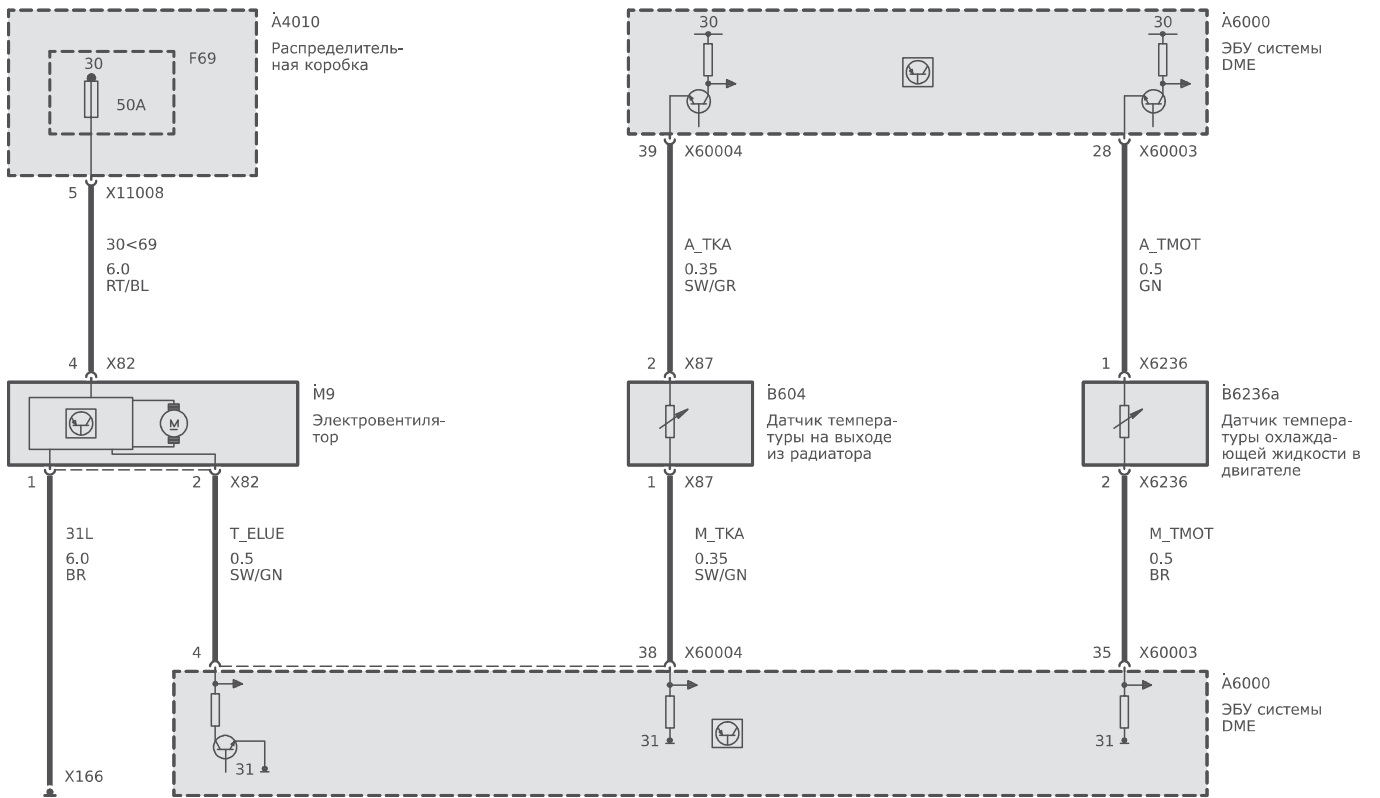 A4010
Распределитель-
ная коробка
F69
30
50A
5 X11008
30<69
6.0
RT/BL
4 X82
M9
Электровентиля-
тор
M
1
2 X82
31L
6.0
BR
T_ELUE
0.5
SW/GN
X166
30
30
A6000
ЭБУ системы
DME
39 X60004
28 X60003
A_TKA
0.35
SW/GR
A_TMOT
0.5
GN
2 X87
1 X6236
B604
Датчик темпера-
туры на выходе
из радиатора
B6236a
Датчик темпера-
туры охлажда-
ющей жидкости в
двигателе
1 X87
2 X6236
M_TKA
0.35
SW/GN
M_TMOT
0.5
BR
4
38 X60004
35 X60003
A6000
ЭБУ системы
DME
31
31
31